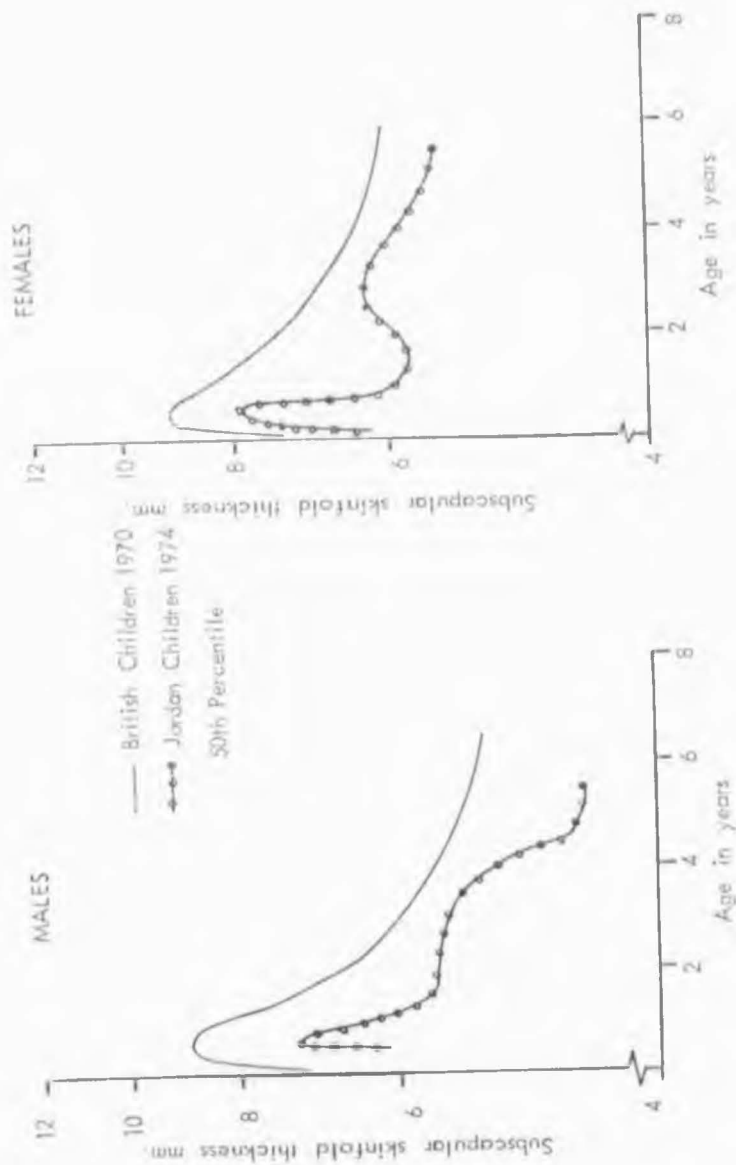 MALES
12
10
8
6
4
Subscapular skinfold thickness mm.
2
4
6
8
Age in years
British Children 1970
Jordan Children 1974
50th Percentile
FEMALES
12
10
8
6
4
Subscapular skinfold thickness mm.
2
4
6
8
Age in years